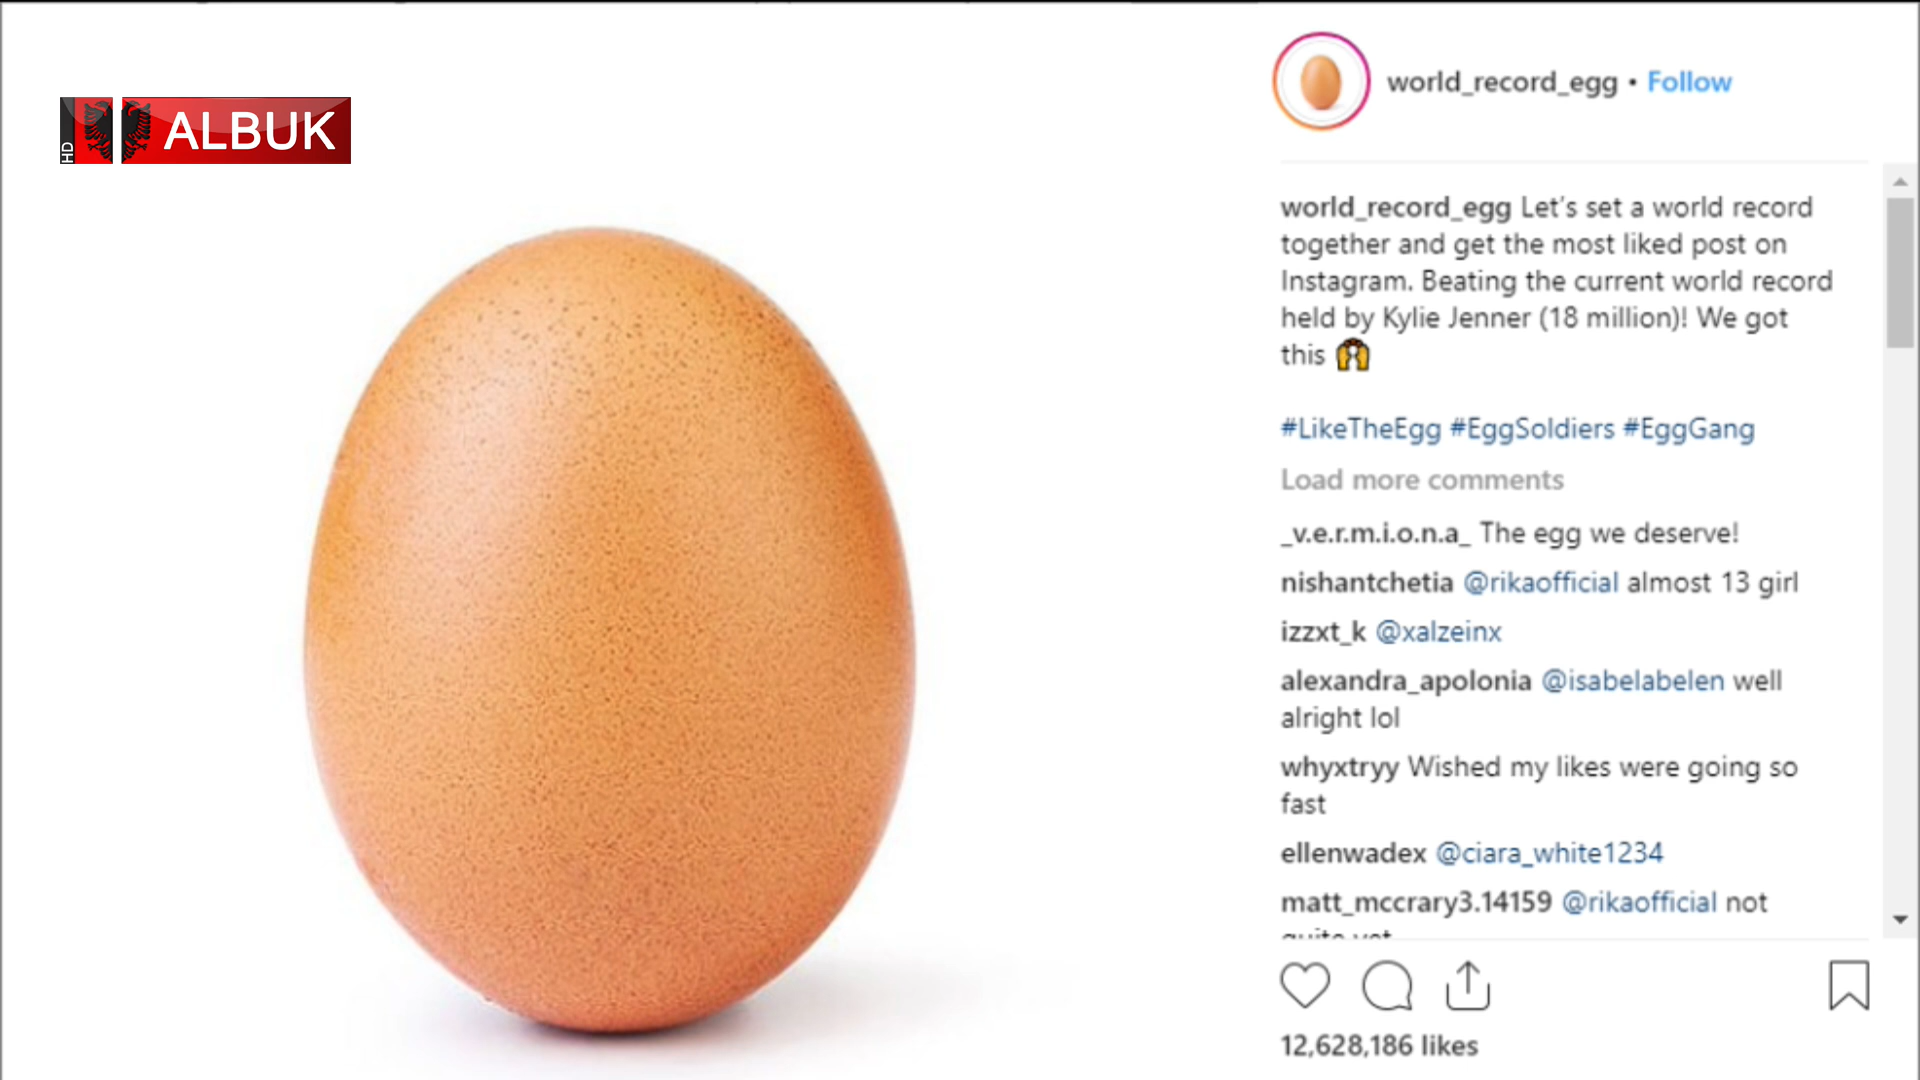 HD ALBUK
world_record_egg • Follow
world_record_egg Let's set a world record
together and get the most liked post on
Instagram. Beating the current world record
held by Kylie Jenner (18 million)! We got
this 🙌
#LikeTheEgg #EggSoldiers #EggGang
Load more comments
_v.e.r.m.i.o.n.a_ The egg we deserve!
nishantchetia @rikaofficial almost 13 girl
izzxt_k @xalzeinx
alexandra_apolonia @isabelabelen well
alright lol
whyxtryy Wished my likes were going so
fast
ellenwadex @ciara_white1234
matt_mccrary3.14159 @rikaofficial not
quite yet
12,628,186 likes